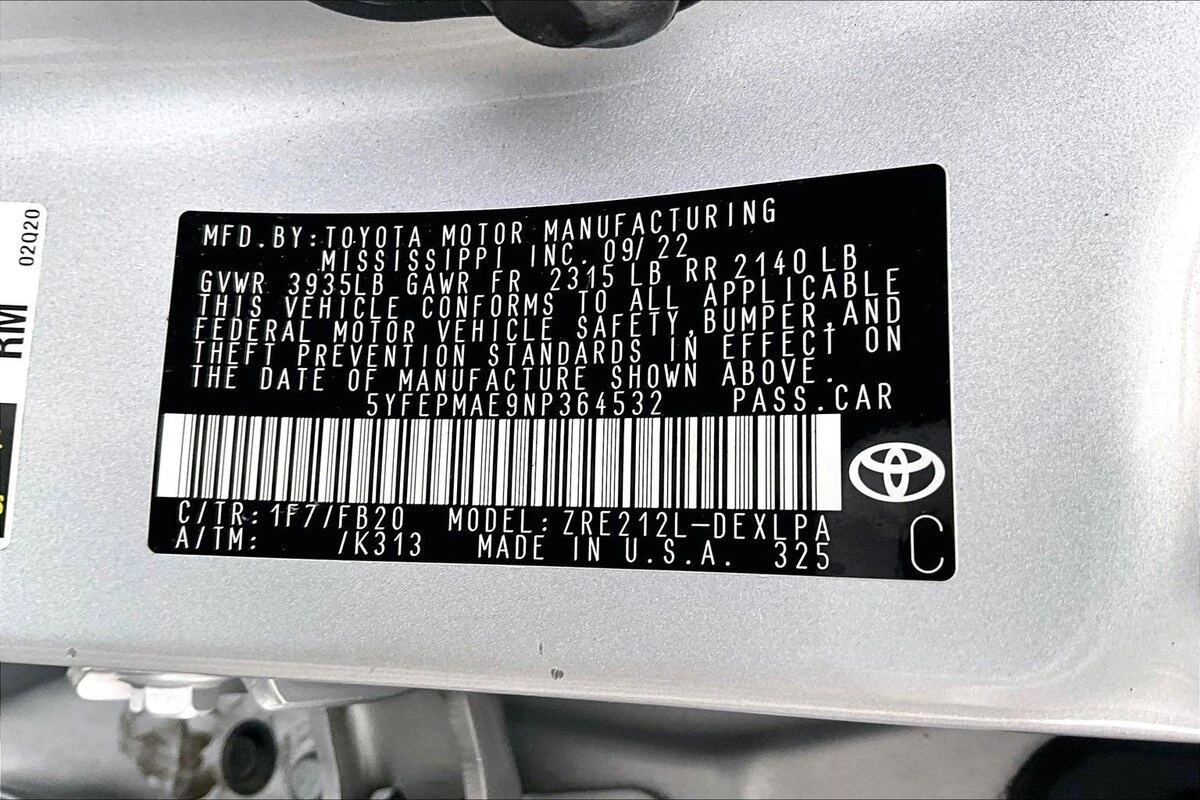 02Q20
RM
MFD.BY:TOYOTA MOTOR MANUFACTURING
MISSISSIPPI INC. 09/22
GVWR 3935LB GAWR FR 2315 LB RR 2140 LB
THIS VEHICLE CONFORMS TO ALL APPLICABLE
FEDERAL MOTOR VEHICLE SAFETY,BUMPER,AND
THEFT PREVENTION STANDARDS IN EFFECT ON
THE DATE OF MANUFACTURE SHOWN ABOVE.
5YFEPMAE9NP364532 PASS.CAR
C/TR:1F7/FB20 MODEL:ZRE212L-DEXLPA
A/TM: /K313 MADE IN U.S.A. 325
C